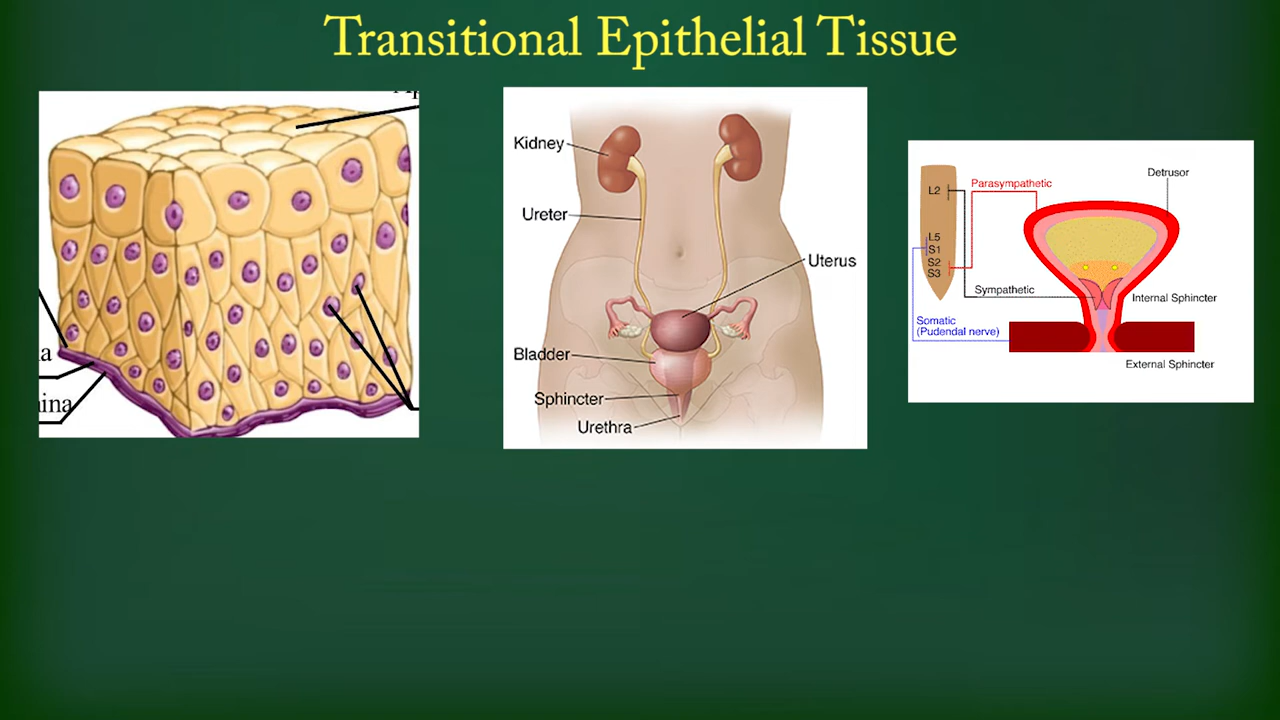 Transitional Epithelial Tissue
Kidney
Ureter
Uterus
Bladder
Sphincter
Urethra
Detrusor
L2
Parasympathetic
L5
S1
S2
S3
Sympathetic
Internal Sphincter
Somatic
(Pudendal nerve)
External Sphincter